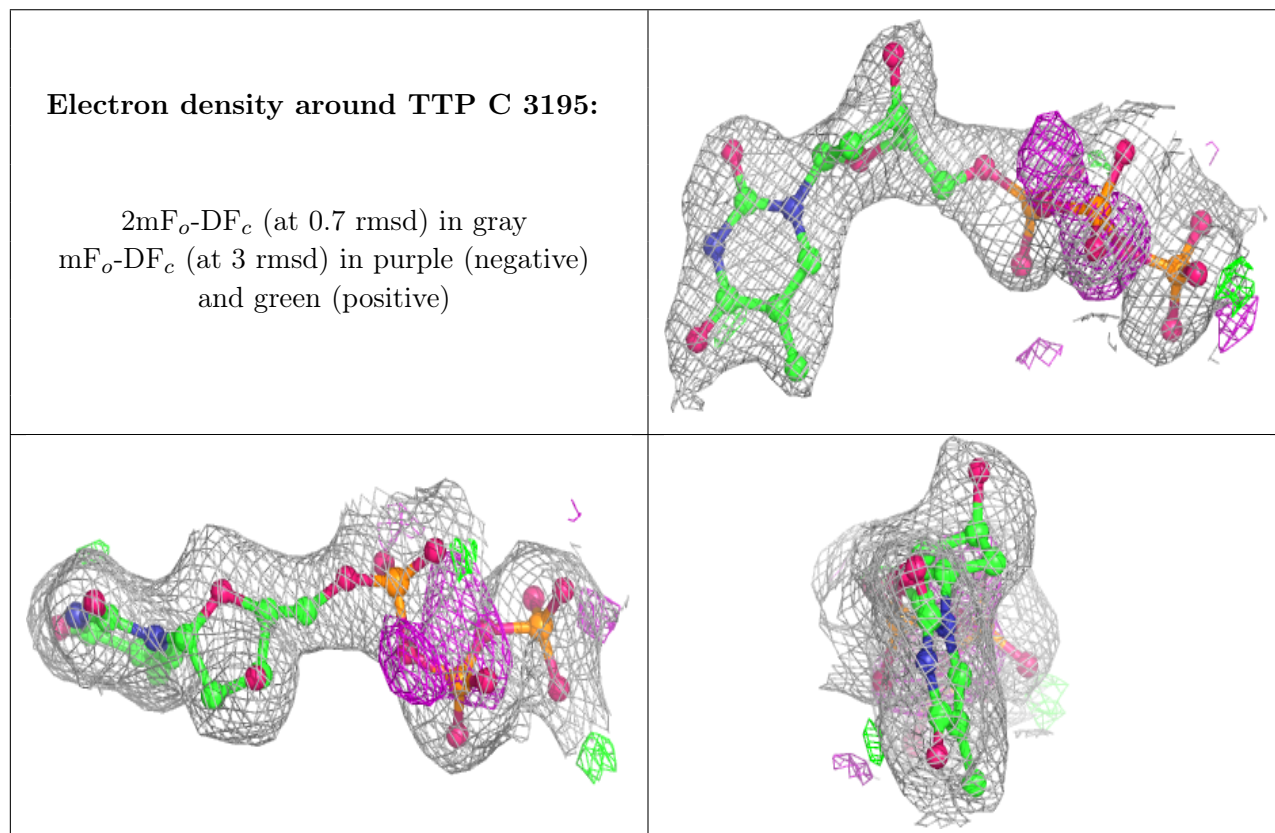 Electron density around TTP C 3195:
2mFo-DFc (at 0.7 rmsd) in gray
mFo-DFc (at 3 rmsd) in purple (negative)
and green (positive)